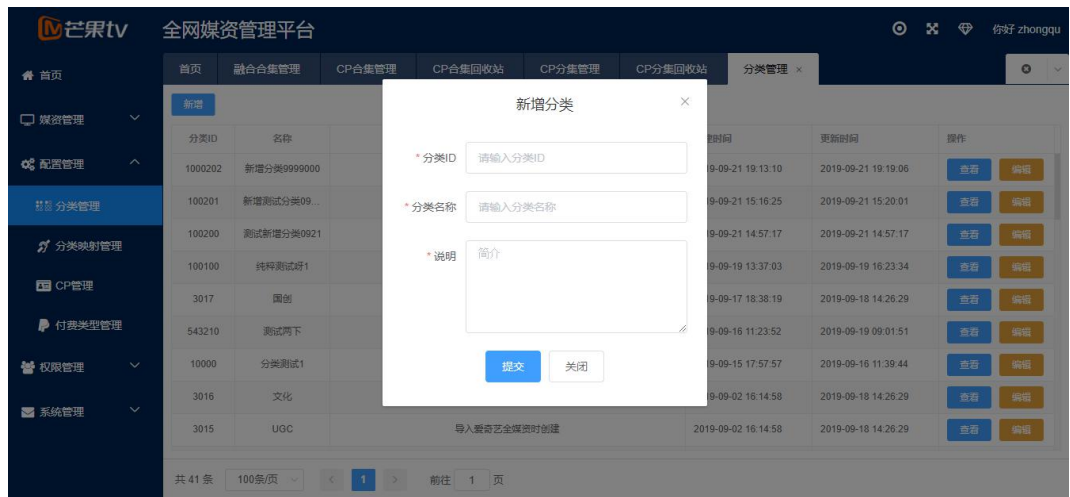 芒果tv 全网媒资管理平台 你好 zhongqu
首页 融合合集管理 CP合集管理 CP合集回收站 CP分集管理 CP分集回收站 分类管理 ×
首页
媒资管理
配置管理
分类管理
分类映射管理
CP管理
付费类型管理
权限管理
系统管理
新增
分类ID 名称 更新时间 操作
1000202 新增分类9999000 19-09-21 19:13:10 2019-09-21 19:19:06 查看 编辑
100201 新增测试分类09... 19-09-21 15:16:25 2019-09-21 15:20:01 查看 编辑
100200 测试新增分类0921 19-09-21 14:57:17 2019-09-21 14:57:17 查看 编辑
100100 纯粹测试呀1 19-09-19 13:37:03 2019-09-19 16:23:34 查看 编辑
3017 国创 19-09-17 18:38:19 2019-09-18 14:26:29 查看 编辑
543210 测试两下 19-09-16 11:23:52 2019-09-19 09:01:51 查看 编辑
10000 分类测试1 19-09-15 17:57:57 2019-09-16 11:39:44 查看 编辑
3016 文化 19-09-02 16:14:58 2019-09-18 14:26:29 查看 编辑
3015 UGC 导入爱奇艺全媒资时创建 2019-09-02 16:14:58 2019-09-18 14:26:29 查看 编辑
共 41 条 100条/页 < 1 > 前往 1 页
新增分类 ×
* 分类ID 请输入分类ID
* 分类名称 请输入分类名称
* 说明 简介
提交 关闭